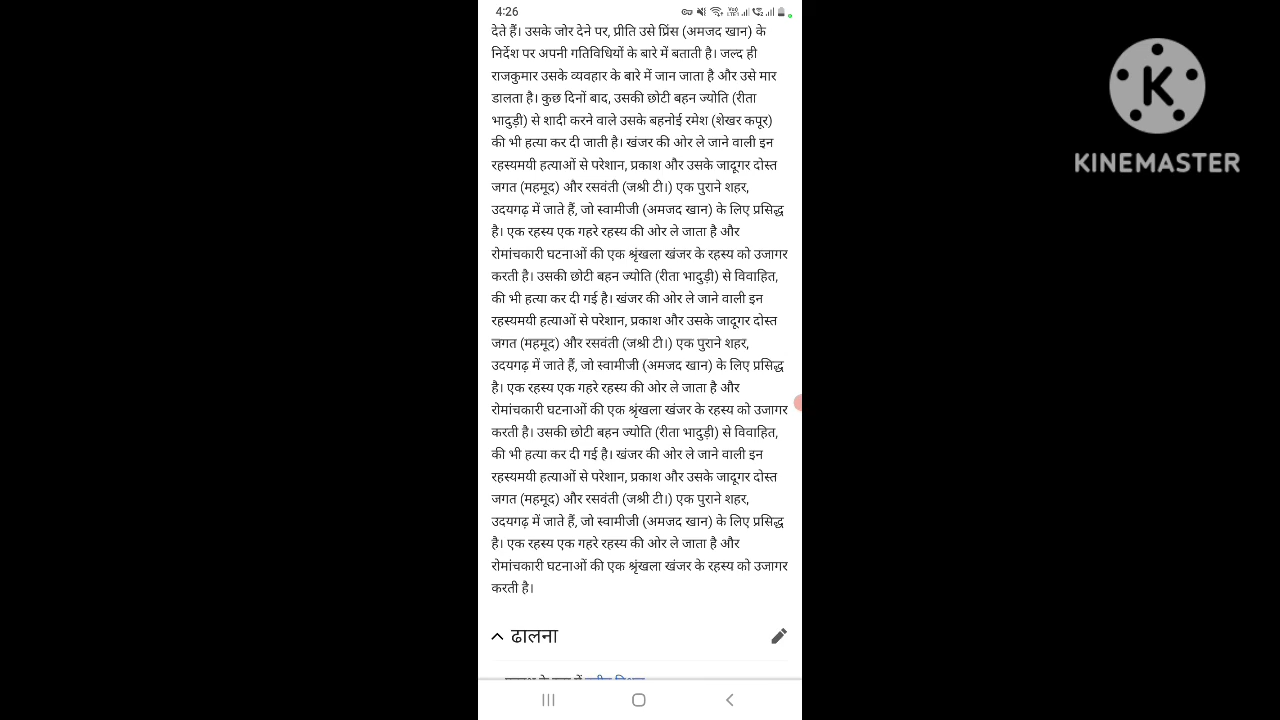 4:26
देते हैं। उसके जोर देने पर, प्रीति उसे प्रिंस (अमजद खान) के
निर्देश पर अपनी गतिविधियों के बारे में बताती है। जल्द ही
राजकुमार उसके व्यवहार के बारे में जान जाता है और उसे मार
डालता है। कुछ दिनों बाद, उसकी छोटी बहन ज्योति (रीता
भादुड़ी) से शादी करने वाले उसके बहनोई रमेश (शेखर कपूर)
की भी हत्या कर दी जाती है। खंजर की ओर ले जाने वाली इन
रहस्यमयी हत्याओं से परेशान, प्रकाश और उसके जादूगर दोस्त
जगत (महमूद) और रसवंती (जश्री टी।) एक पुराने शहर,
उदयगढ़ में जाते हैं, जो स्वामीजी (अमजद खान) के लिए प्रसिद्ध
है। एक रहस्य एक गहरे रहस्य की ओर ले जाता है और
रोमांचकारी घटनाओं की एक श्रृंखला खंजर के रहस्य को उजागर
करती है। उसकी छोटी बहन ज्योति (रीता भादुड़ी) से विवाहित,
की भी हत्या कर दी गई है। खंजर की ओर ले जाने वाली इन
रहस्यमयी हत्याओं से परेशान, प्रकाश और उसके जादूगर दोस्त
जगत (महमूद) और रसवंती (जश्री टी।) एक पुराने शहर,
उदयगढ़ में जाते हैं, जो स्वामीजी (अमजद खान) के लिए प्रसिद्ध
है। एक रहस्य एक गहरे रहस्य की ओर ले जाता है और
रोमांचकारी घटनाओं की एक श्रृंखला खंजर के रहस्य को उजागर
करती है। उसकी छोटी बहन ज्योति (रीता भादुड़ी) से विवाहित,
की भी हत्या कर दी गई है। खंजर की ओर ले जाने वाली इन
रहस्यमयी हत्याओं से परेशान, प्रकाश और उसके जादूगर दोस्त
जगत (महमूद) और रसवंती (जश्री टी।) एक पुराने शहर,
उदयगढ़ में जाते हैं, जो स्वामीजी (अमजद खान) के लिए प्रसिद्ध
है। एक रहस्य एक गहरे रहस्य की ओर ले जाता है और
रोमांचकारी घटनाओं की एक श्रृंखला खंजर के रहस्य को उजागर
करती है।
ढालना
K
KINEMASTER